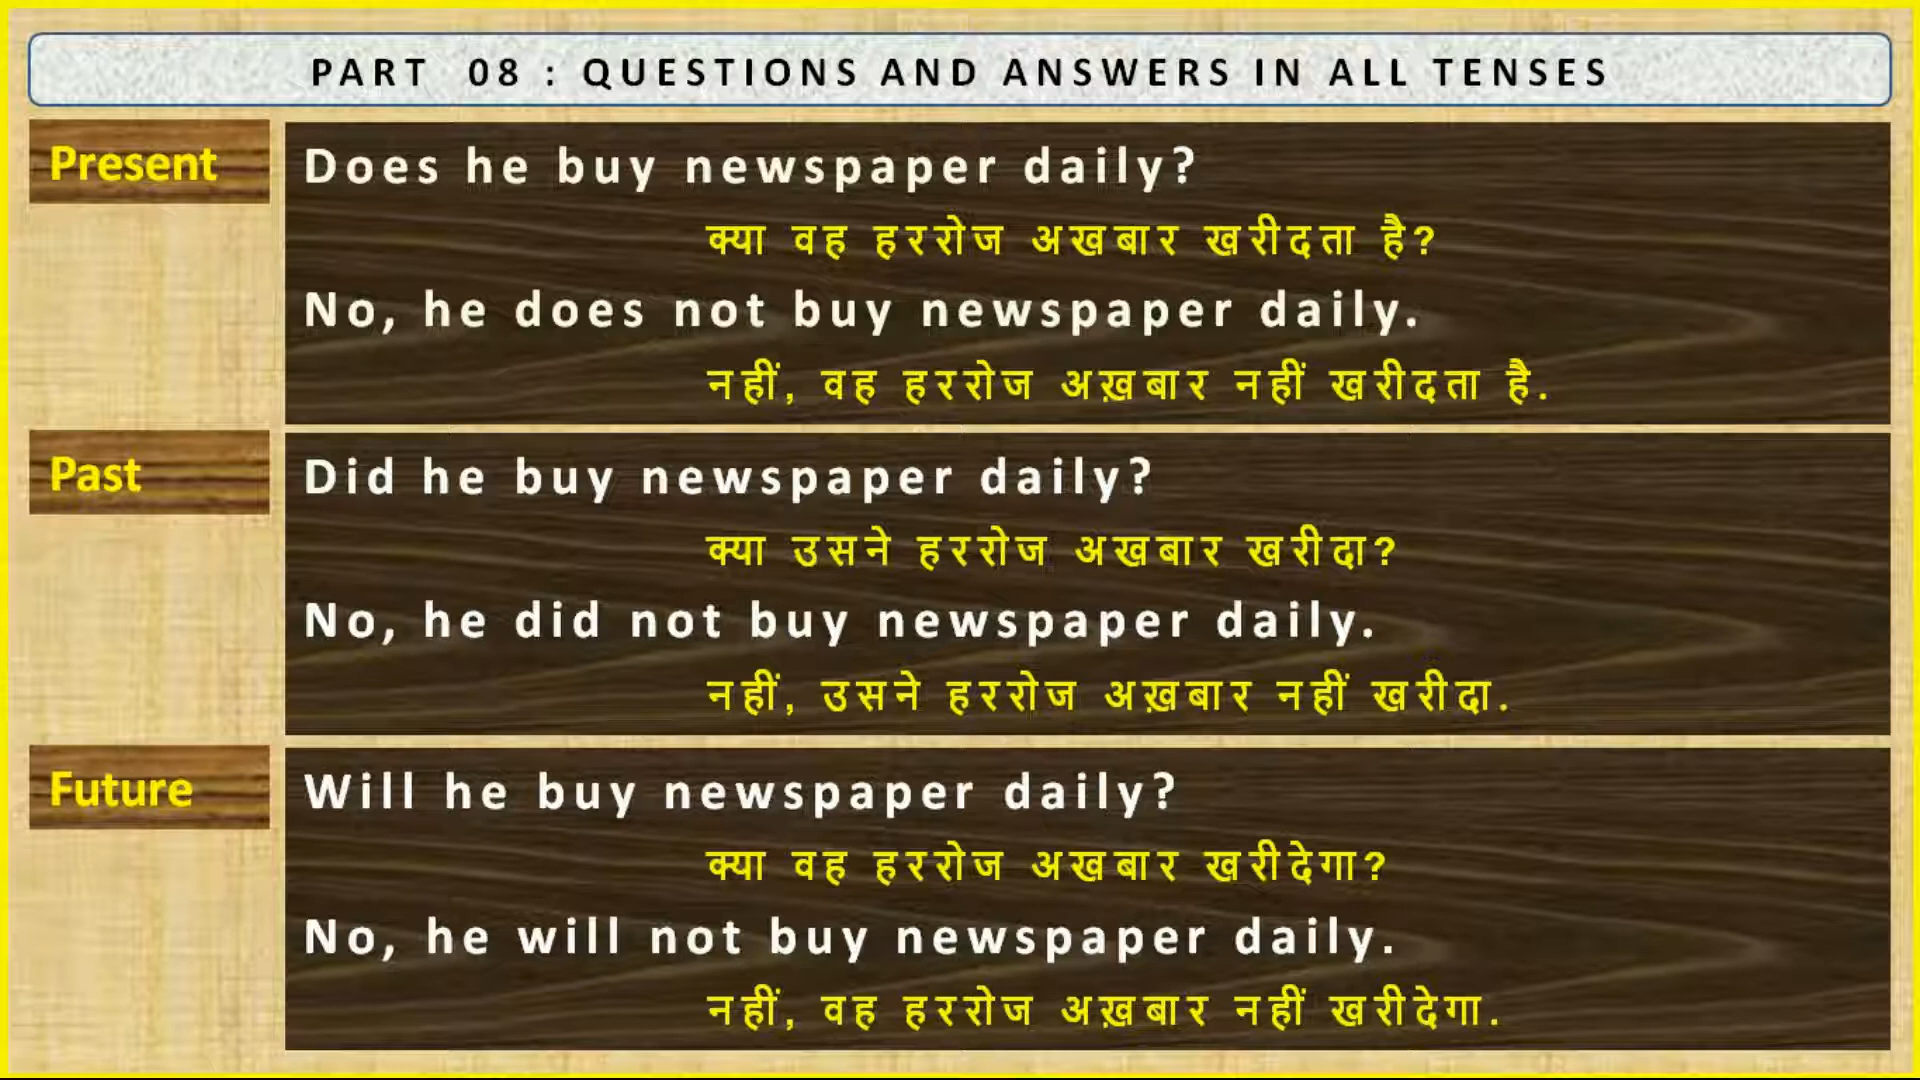 PART 08 : QUESTIONS AND ANSWERS IN ALL TENSES
Present
Does he buy newspaper daily?
क्या वह हररोज अखबार खरीदता है?
No, he does not buy newspaper daily.
नहीं, वह हररोज अख़बार नहीं खरीदता है.
Past
Did he buy newspaper daily?
क्या उसने हररोज अखबार खरीदा?
No, he did not buy newspaper daily.
नहीं, उसने हररोज अख़बार नहीं खरीदा.
Future
Will he buy newspaper daily?
क्या वह हररोज अखबार खरीदेगा?
No, he will not buy newspaper daily.
नहीं, वह हररोज अख़बार नहीं खरीदेगा.